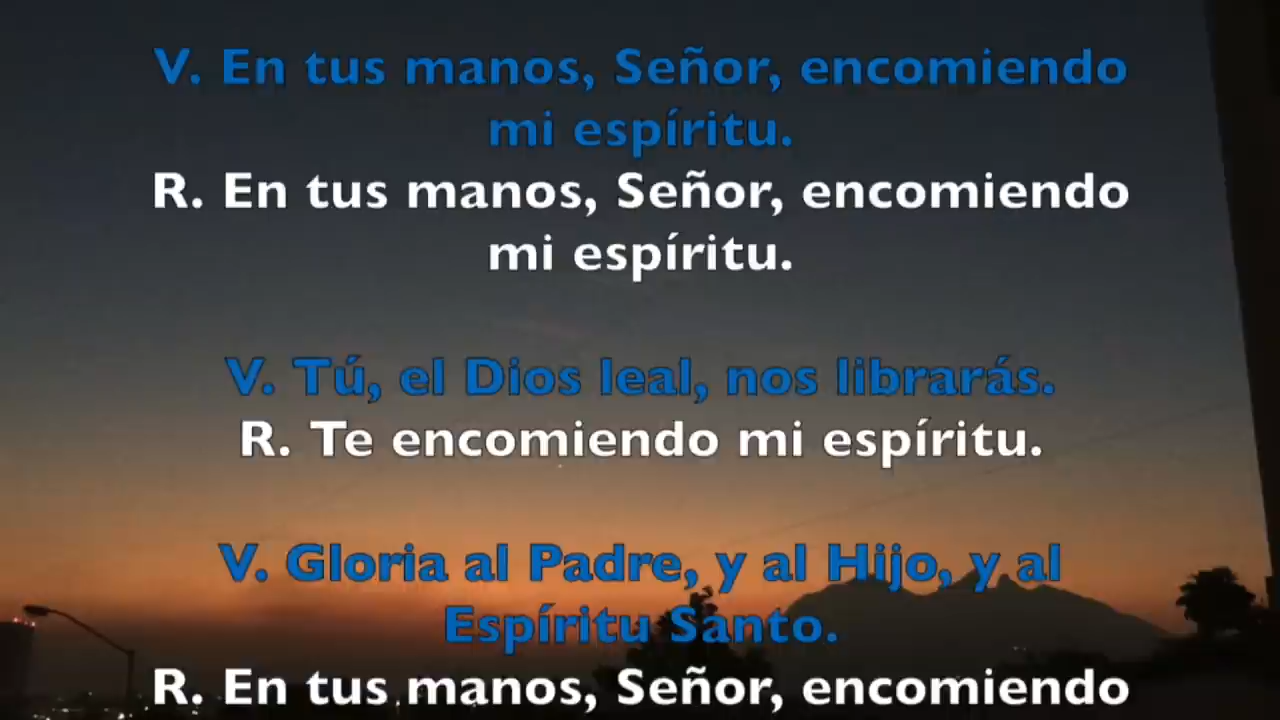 V. En tus manos, Señor, encomiendo
mi espíritu.
R. En tus manos, Señor, encomiendo
mi espíritu.
V. Tú, el Dios leal, nos librarás.
R. Te encomiendo mi espíritu.
V. Gloria al Padre, y al Hijo, y al
Espíritu Santo.
R. En tus manos, Señor, encomiendo